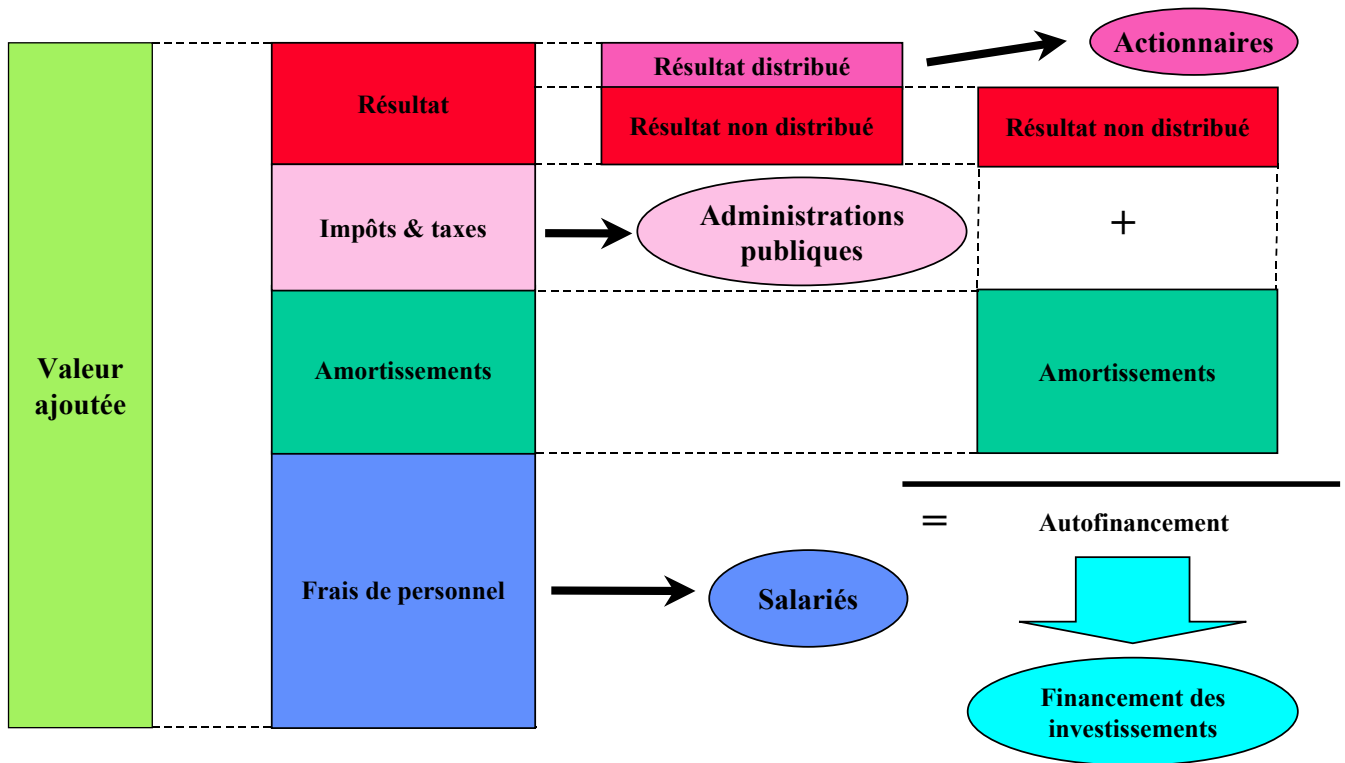 Actionnaires
Résultat distribué
Résultat
Résultat non distribué
Résultat non distribué
Impôts & taxes
Administrations
publiques
+
Valeur
ajoutée
Amortissements
Amortissements
=
Autofinancement
Frais de personnel
Salariés
Financement des
investissements